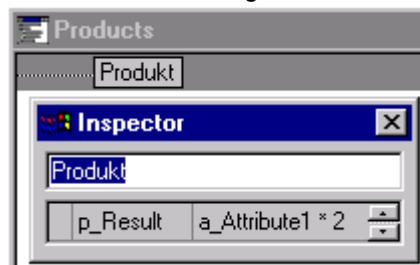 Products
Produkt
Inspector
Produkt
p_Result a_Attribute1 * 2